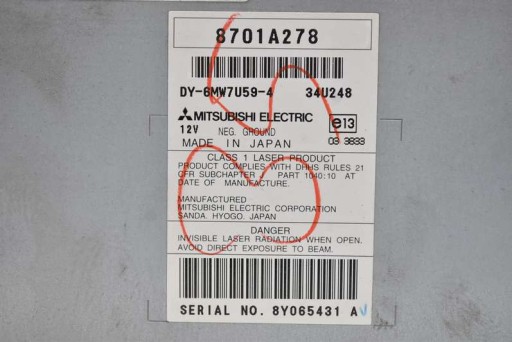 8701A278
DY-6MW7U59-4 34U248
MITSUBISHI ELECTRIC e13
12V NEG. GROUND 03 3833
MADE IN JAPAN
CLASS 1 LASER PRODUCT
PRODUCT COMPLIES WITH DHHS RULES 21
CFR SUBCHAPTER J PART 1040:10 AT
DATE OF MANUFACTURE.
MANUFACTURED
MITSUBISHI ELECTRIC CORPORATION
SANDA. HYOGO. JAPAN
DANGER
INVISIBLE LASER RADIATION WHEN OPEN.
AVOID DIRECT EXPOSURE TO BEAM.
SERIAL NO. 8Y065431 A